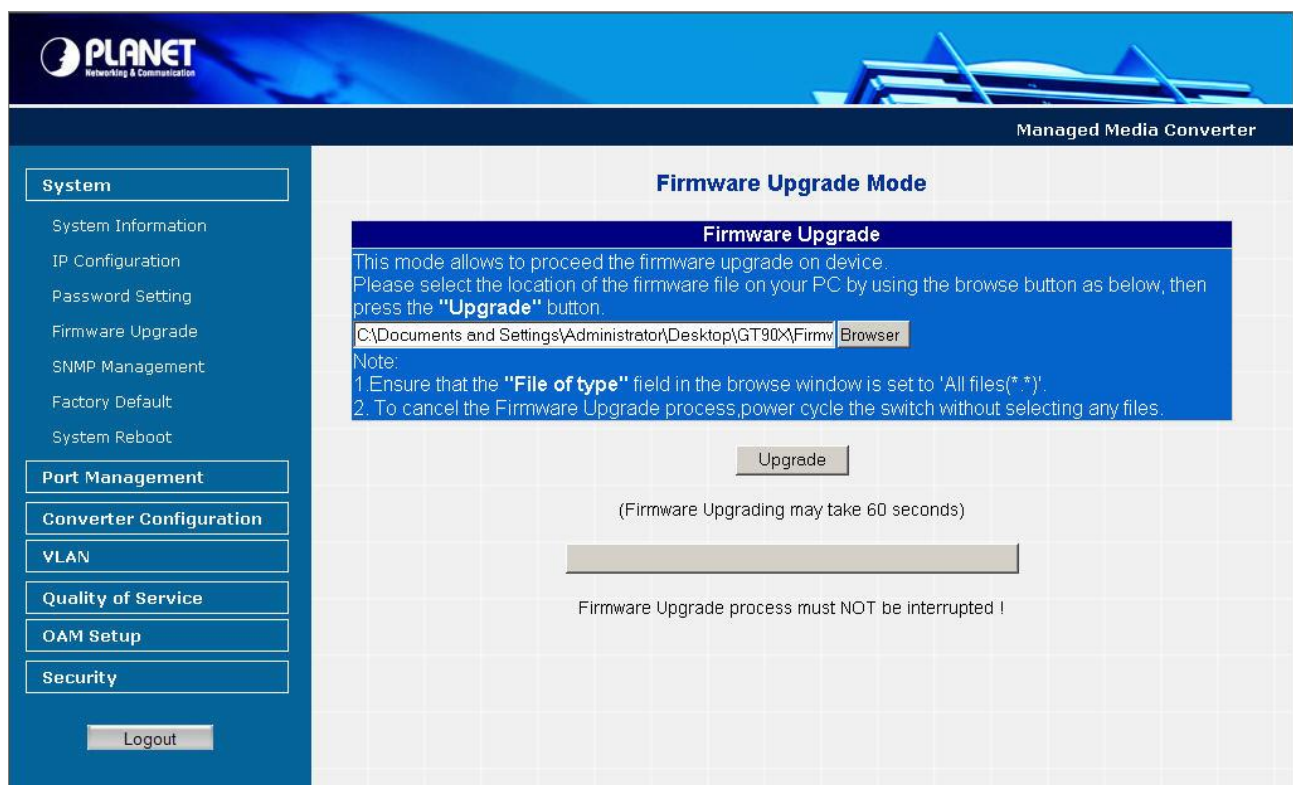 PLANET
Networking & Communication
Managed Media Converter
System
System Information
IP Configuration
Password Setting
Firmware Upgrade
SNMP Management
Factory Default
System Reboot
Port Management
Converter Configuration
VLAN
Quality of Service
OAM Setup
Security
Logout
Firmware Upgrade Mode
Firmware Upgrade
This mode allows to proceed the firmware upgrade on device.
Please select the location of the firmware file on your PC by using the browse button as below, then
press the "Upgrade" button.
C:\Documents and Settings\Administrator\Desktop\GT90X\Firmv Browser
Note:
1.Ensure that the "File of type" field in the browse window is set to 'All files(*.*)'.
2. To cancel the Firmware Upgrade process,power cycle the switch without selecting any files.
Upgrade
(Firmware Upgrading may take 60 seconds)
Firmware Upgrade process must NOT be interrupted !